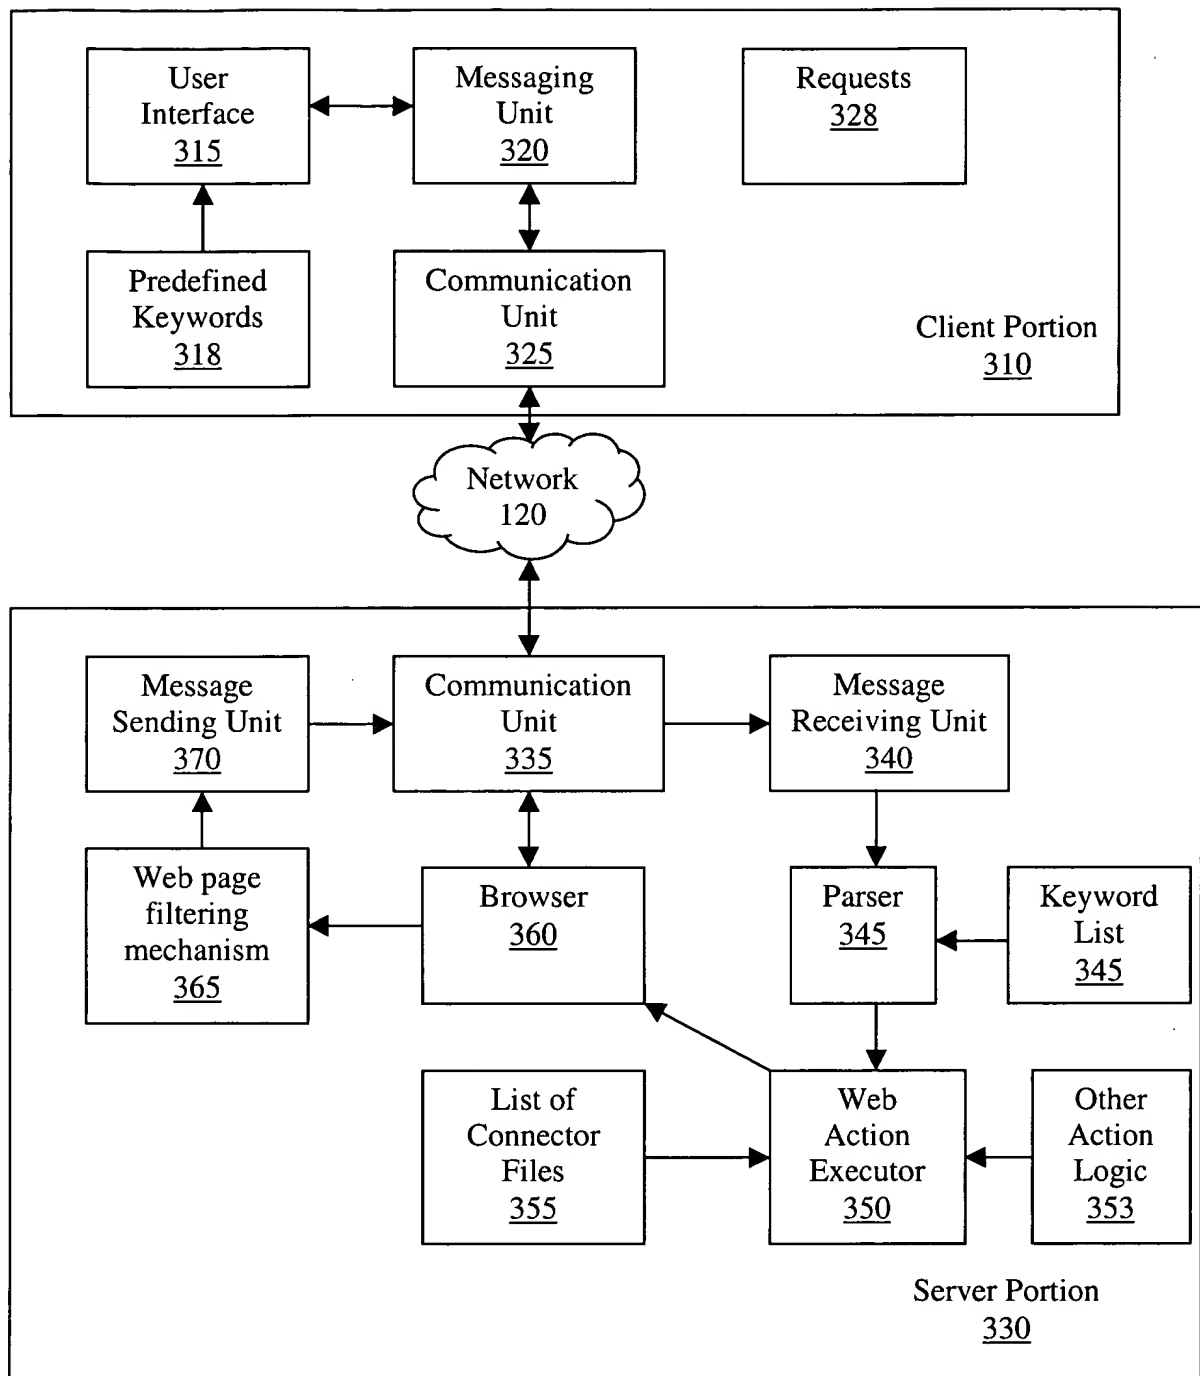 User
Interface
315
Messaging
Unit
320
Requests
328
Predefined
Keywords
318
Communication
Unit
325
Client Portion
310
Network
120
Message
Sending Unit
370
Communication
Unit
335
Message
Receiving Unit
340
Web page
filtering
mechanism
365
Browser
360
Parser
345
Keyword
List
345
List of
Connector
Files
355
Web
Action
Executor
350
Other
Action
Logic
353
Server Portion
330